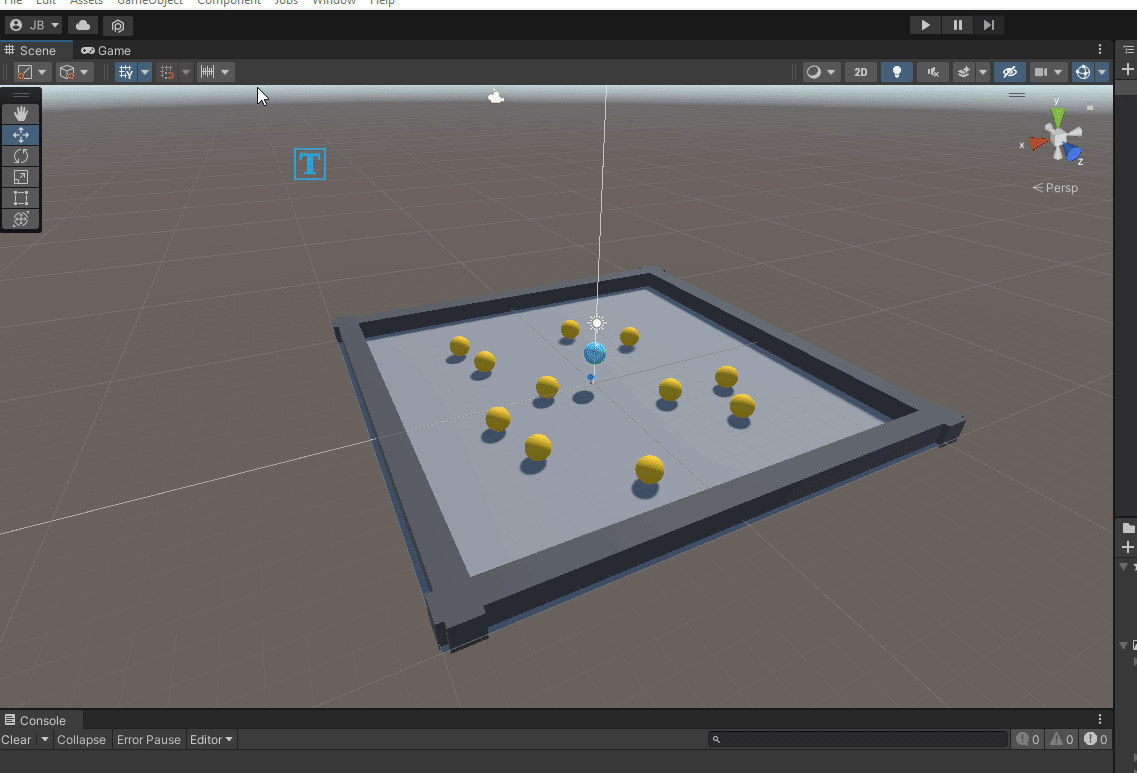 File Edit Assets GameObject Component Jobs Window Help
JB
Scene Game
2D
y
x
z
< Persp
T
Console
Clear Collapse Error Pause Editor 0 0 0